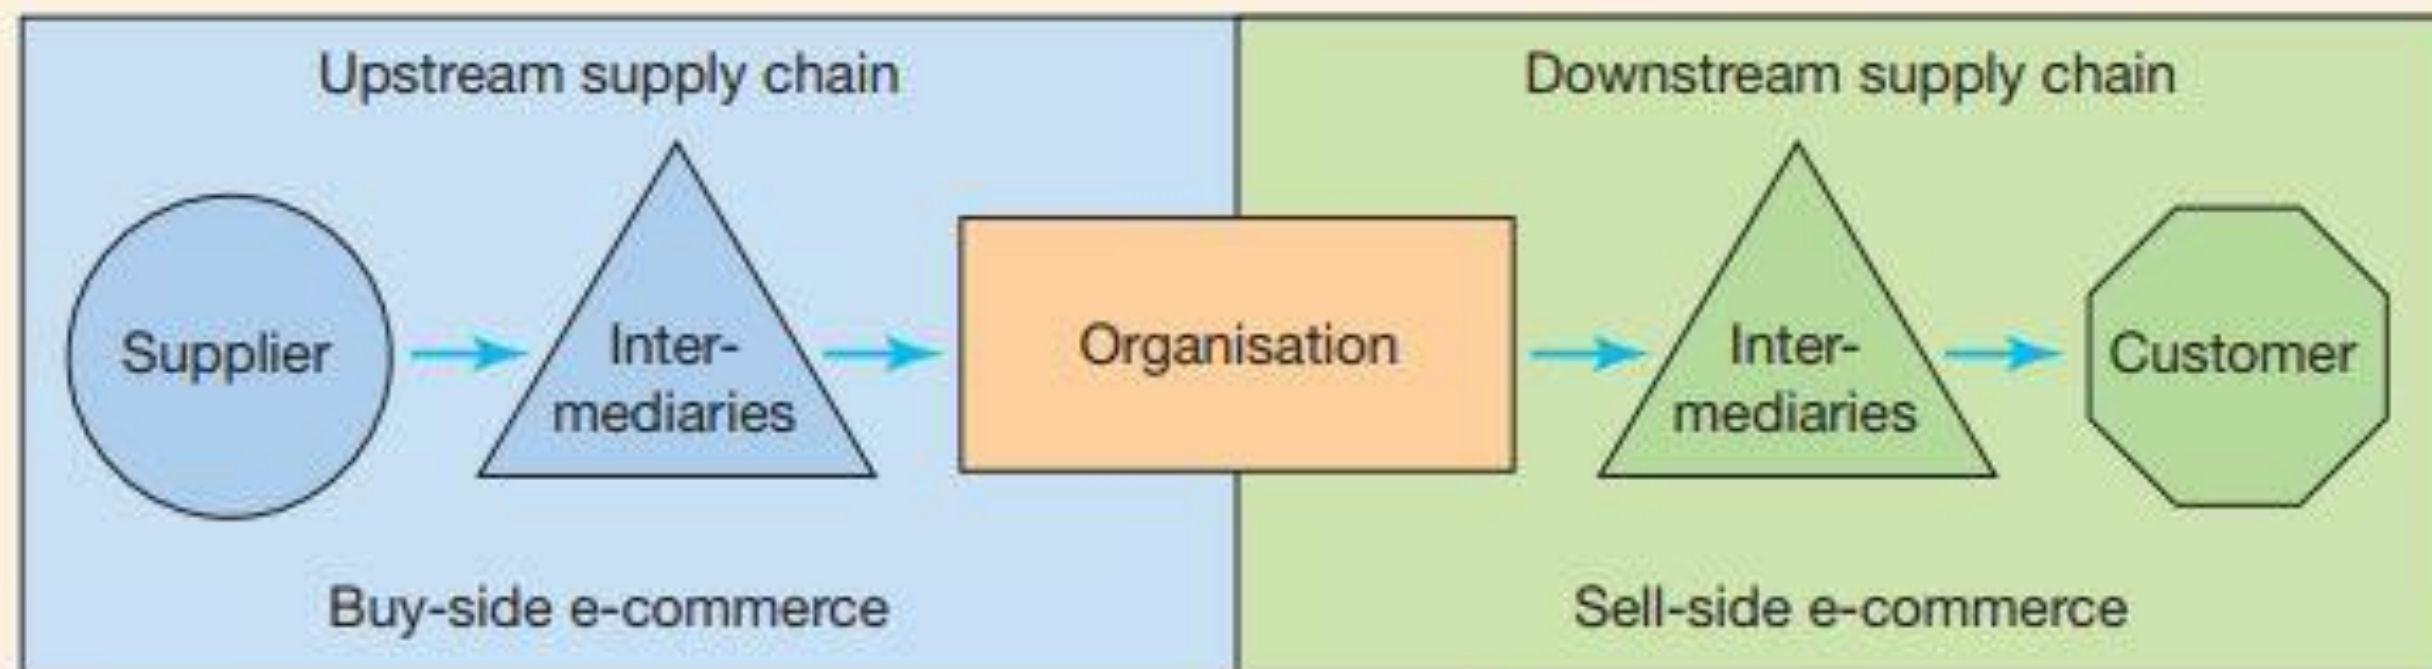 Upstream supply chain
Downstream supply chain
Supplier
Inter-
mediaries
Organisation
Inter-
mediaries
Customer
Buy-side e-commerce
Sell-side e-commerce